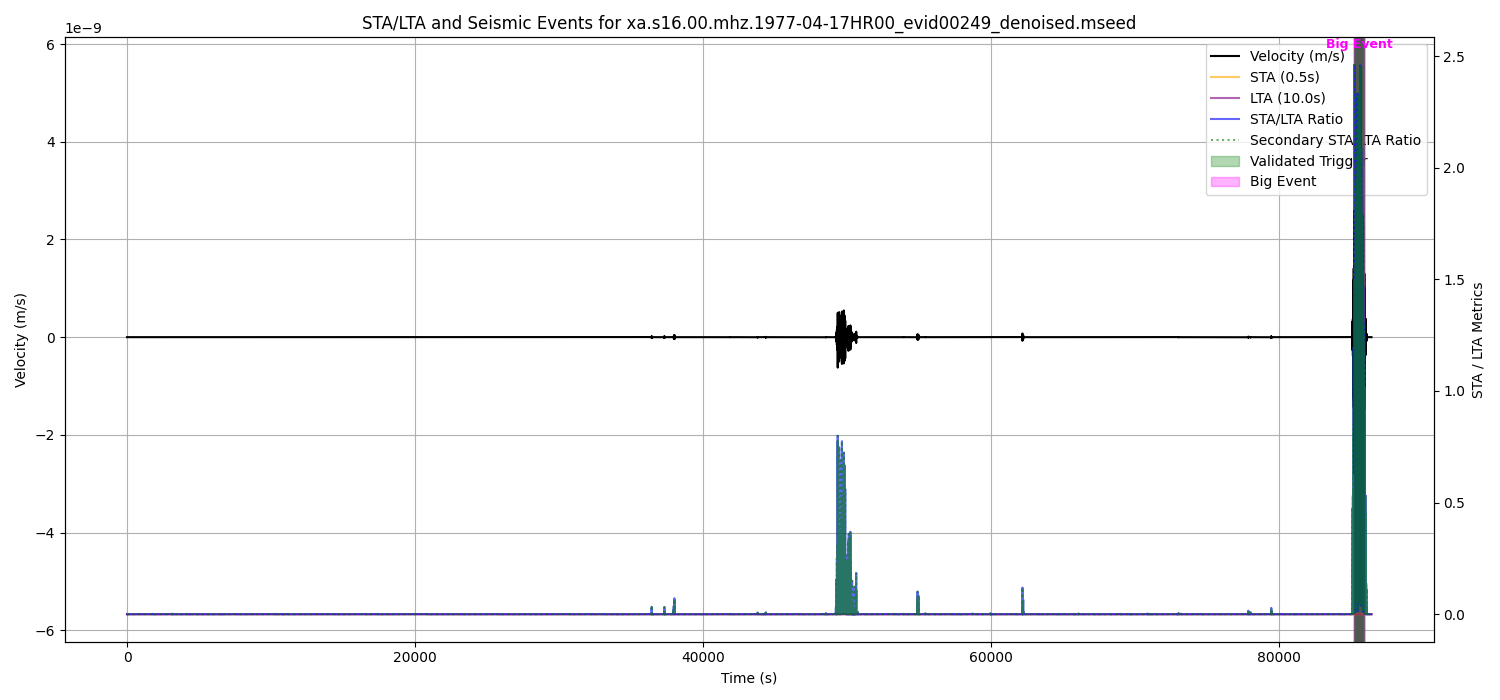 STA/LTA and Seismic Events for xa.s16.00.mhz.1977-04-17HR00_evid00249_denoised.mseed
1e−9
Big Event
Velocity (m/s)
STA (0.5s)
LTA (10.0s)
STA/LTA Ratio
Secondary STA/LTA Ratio
Validated Trigger
Big Event
6
4
2
0
−2
−4
−6
Velocity (m/s)
2.5
2.0
1.5
1.0
0.5
0.0
STA / LTA Metrics
0
20000
40000
60000
80000
Time (s)